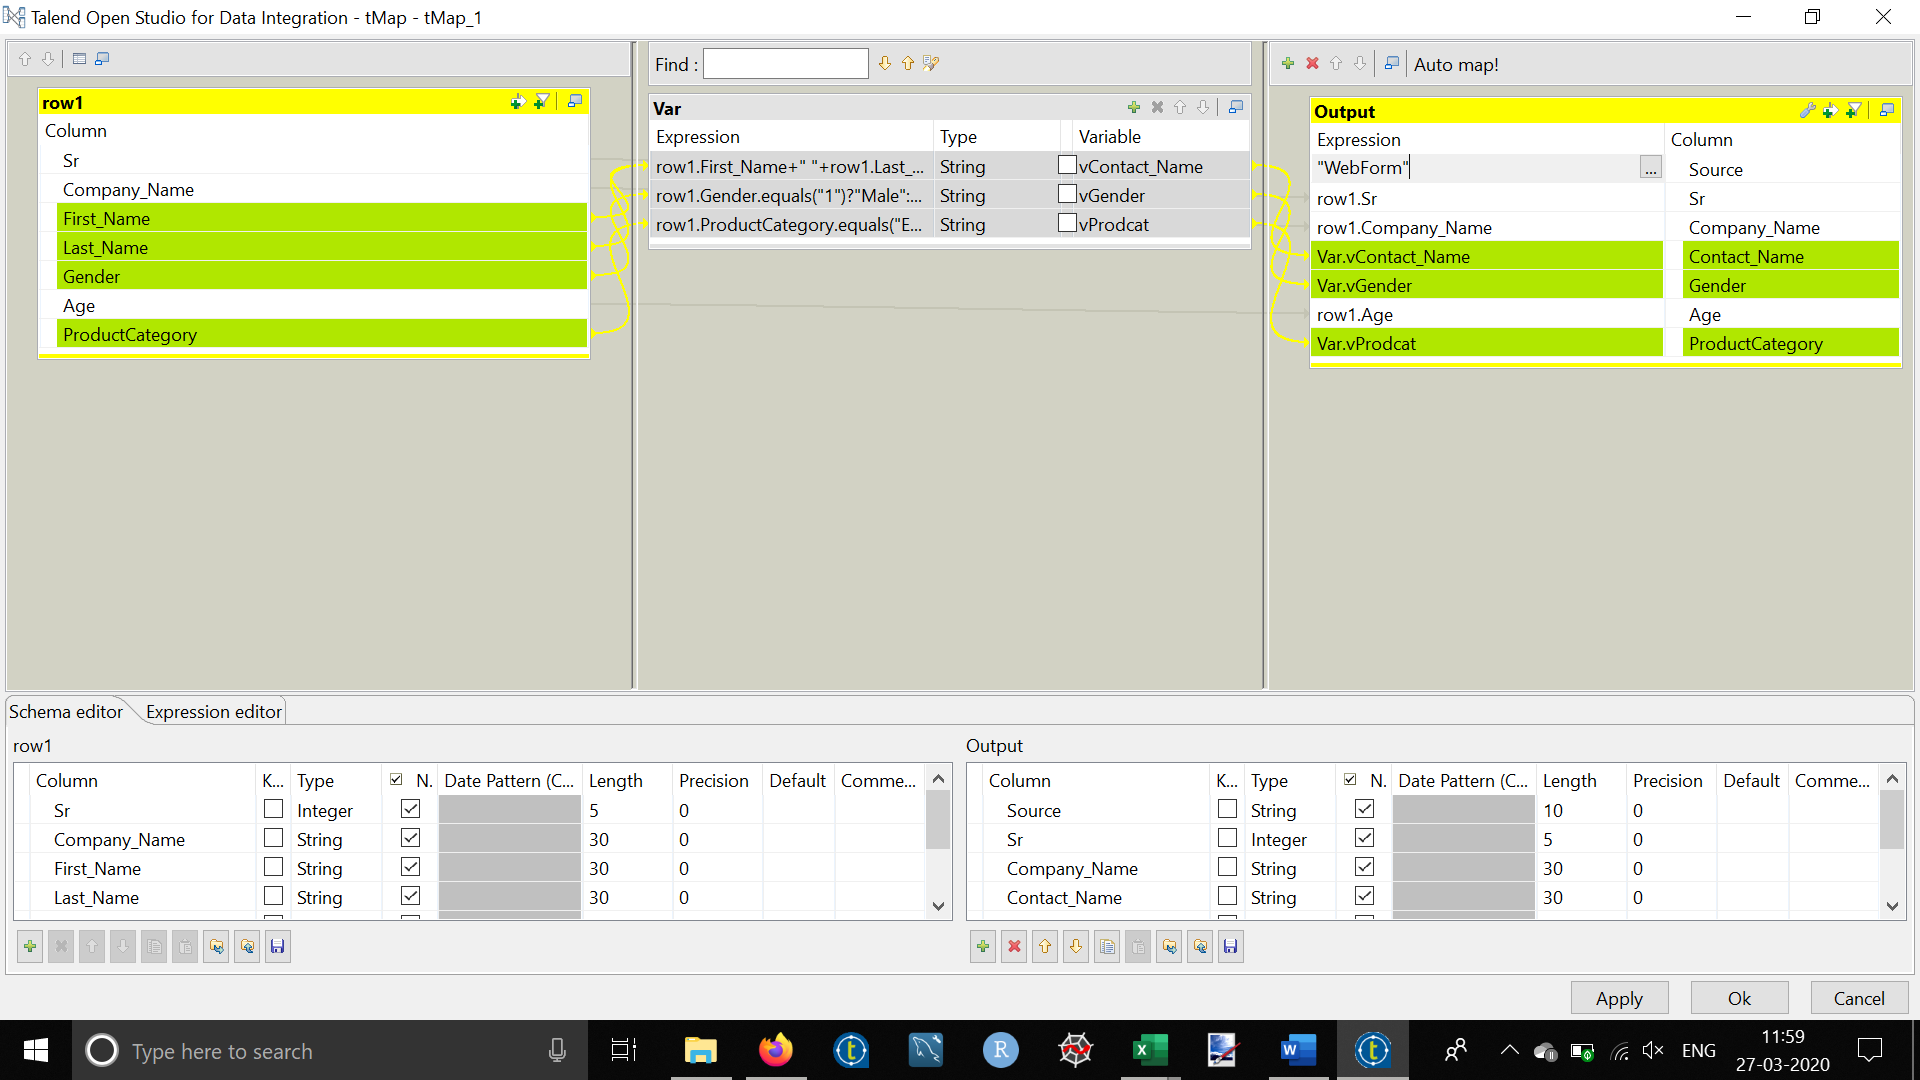 Talend Open Studio for Data Integration - tMap - tMap_1
Find :
Auto map!
row1
Column
Sr
Company_Name
First_Name
Last_Name
Gender
Age
ProductCategory
Var
Expression Type Variable
row1.First_Name+" "+row1.Last_... String vContact_Name
row1.Gender.equals("1")?"Male":... String vGender
row1.ProductCategory.equals("E... String vProdcat
Output
Expression Column
"WebForm" ... Source
row1.Sr Sr
row1.Company_Name Company_Name
Var.vContact_Name Contact_Name
Var.vGender Gender
row1.Age Age
Var.vProdcat ProductCategory
Schema editor Expression editor
row1
Column K... Type N. Date Pattern (C... Length Precision Default Comme...
Sr Integer 5 0
Company_Name String 30 0
First_Name String 30 0
Last_Name String 30 0
Output
Column K... Type N. Date Pattern (C... Length Precision Default Comme...
Source String 10 0
Sr Integer 5 0
Company_Name String 30 0
Contact_Name String 30 0
Apply Ok Cancel
Type here to search
ENG
11:59
27-03-2020